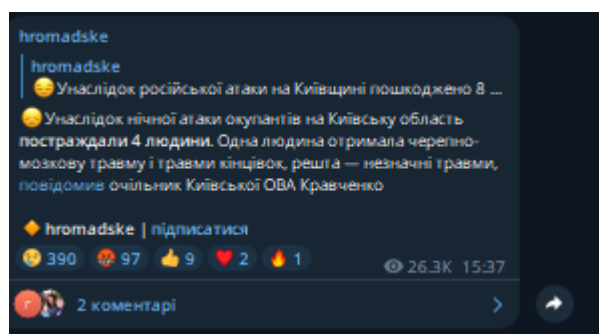 hromadske
hromadske
😔Унаслідок російської атаки на Київщині пошкоджено 8 ...
😞Унаслідок нічної атаки окупантів на Київську область
постраждали 4 людини. Одна людина отримала черепно-
мозкову травму і травми кінцівок, решта — незначні травми,
повідомив очільник Київської ОВА Кравченко
🔸hromadske | підписатися
😢 390 🤬 97 👍 9 ❤️ 2 🔥 1
26.3K 15:37
г
2 коментарі